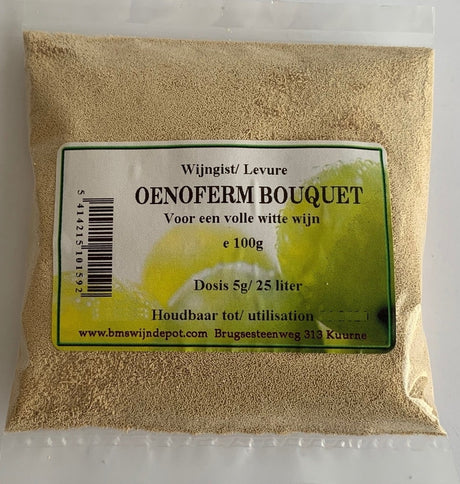 Wijngist/ Levure
OENOFERM BOUQUET
Voor een volle witte wijn
e 100g
Dosis 5g/ 25 liter
Houdbaar tot/ utilisation
www.bmswijndepot.com Brugsesteenweg 313 Kuurne
5 414215 101592